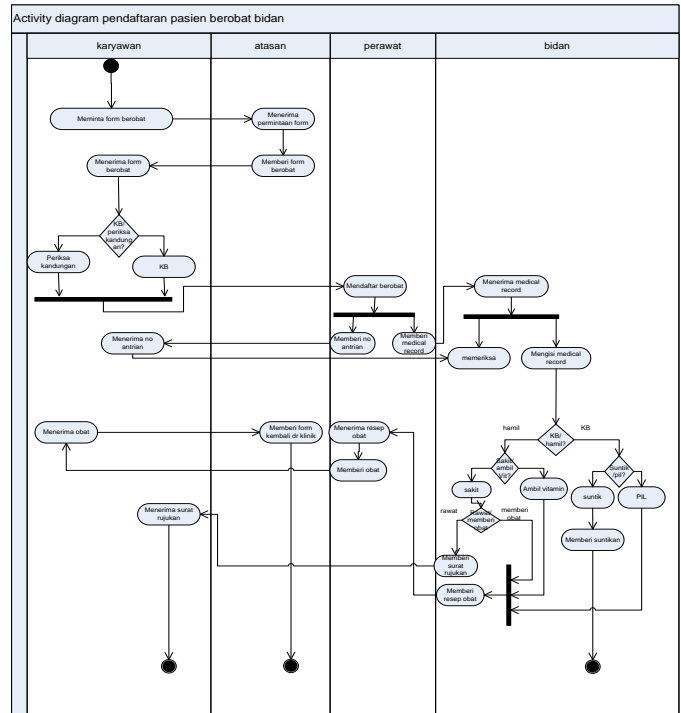 Activity diagram pendaftaran pasien berobat bidan
karyawan
atasan
perawat
bidan
Meminta form berobat
Menerima
permintaan form
Menerima form
berobat
Memberi form
berobat
KB/
periksa
kandung
an?
Periksa
kandungan
KB
Mendaftar berobat
Menerima medical
record
Menerima no
antrian
Memberi no
antrian
Memberi
medical
record
memeriksa
Mengisi medical
record
Menerima obat
Memberi form
kembali dr klinik
Menerima resep
obat
Memberi obat
hamil
KB/
hamil?
KB
Sakit/
ambil
Vit?
Suntik
/pil?
sakit
Ambil vitamin
suntik
PIL
Menerima surat
rujukan
rawat
Rawat/
memberi
obat
memberi
obat
Memberi suntikan
Memberi
surat
rujukan
Memberi
resep obat